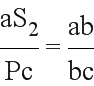 aS₂/Pc = ab/bc